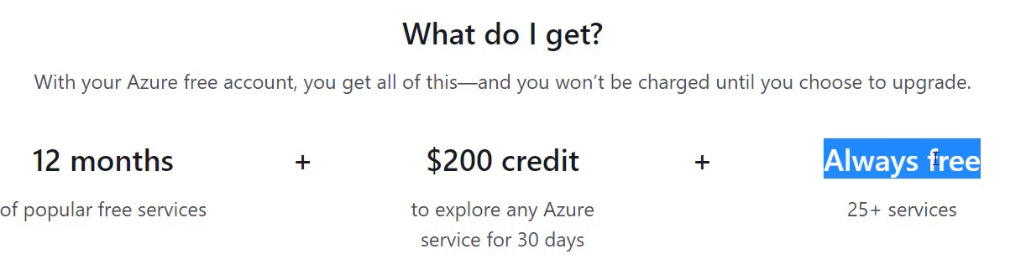 What do I get?
With your Azure free account, you get all of this—and you won't be charged until you choose to upgrade.
12 months + $200 credit + Always free
of popular free services to explore any Azure 25+ services
service for 30 days